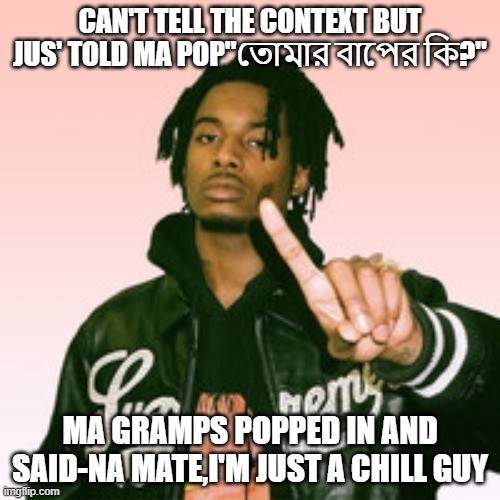 CAN'T TELL THE CONTEXT BUT
JUS' TOLD MA POP"তোমার বাপের কি?"
MA GRAMPS POPPED IN AND
SAID-NA MATE,I'M JUST A CHILL GUY
imgflip.com